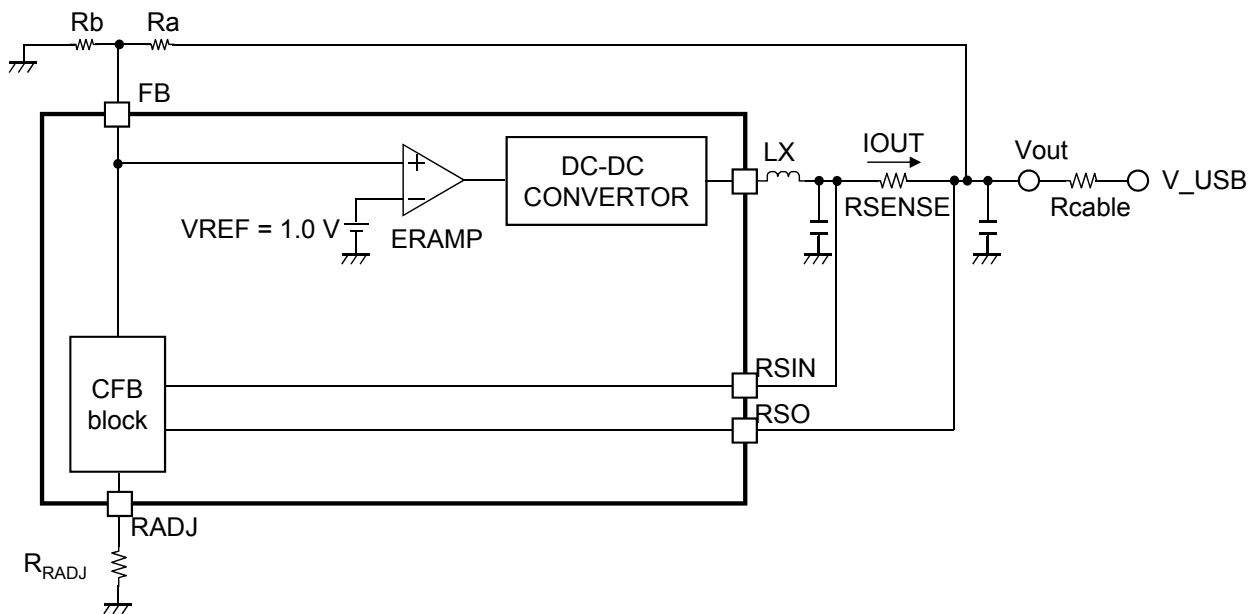 Rb
Ra
FB
LX
IOUT
RSENSE
Vout
Rcable
V_USB
+
−
VREF = 1.0 V
ERAMP
DC-DC
CONVERTOR
CFB
block
RSIN
RSO
RADJ
RRADJ